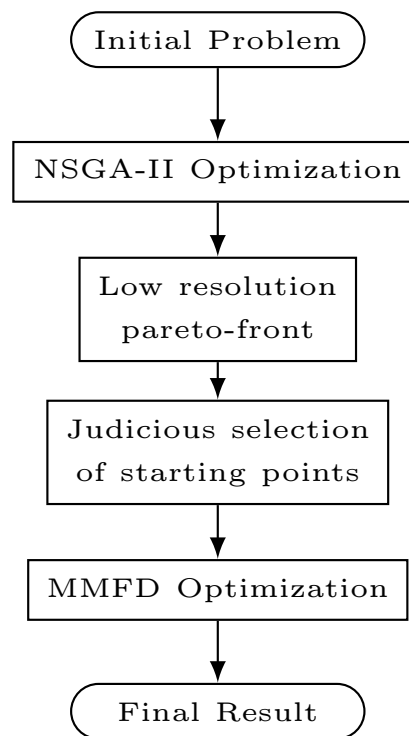 Initial Problem
NSGA-II Optimization
Low resolution
pareto-front
Judicious selection
of starting points
MMFD Optimization
Final Result